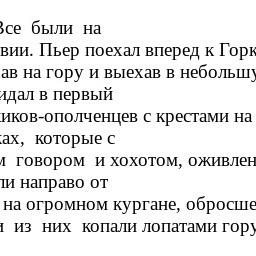 Все были на
вии. Пьер поехал вперед к Горк
ав на гору и выехав в небольшу
идал в первый
иков-ополченцев с крестами на
ках, которые с
м говором и хохотом, оживлен
ли направо от
на огромном кургане, обросше
и из них копали лопатами гору